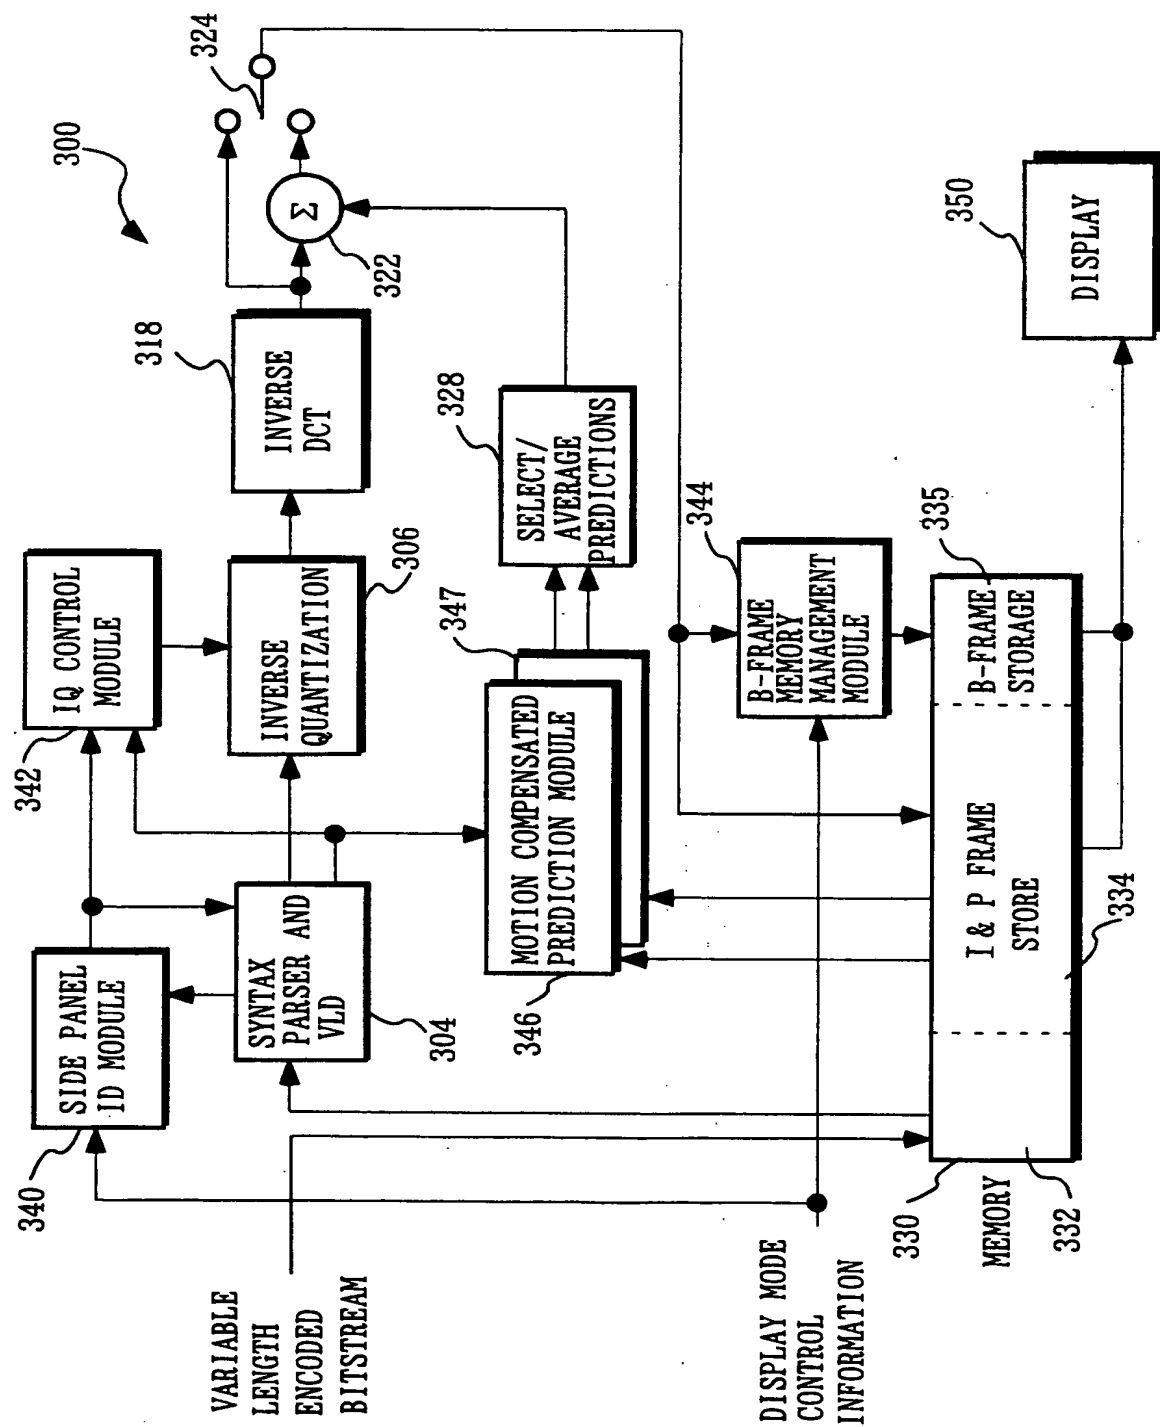 300
324
322
318
INVERSE
DCT
Σ
342
IQ CONTROL
MODULE
306
INVERSE
QUANTIZATION
340
SIDE PANEL
ID MODULE
304
SYNTAX
PARSER AND
VLD
328
SELECT/
AVERAGE
PREDICTIONS
347
346
MOTION COMPENSATED
PREDICTION MODULE
344
B-FRAME
MEMORY
MANAGEMENT
MODULE
350
DISPLAY
335
B-FRAME
STORAGE
I & P FRAME
STORE
334
330
MEMORY
332
VARIABLE
LENGTH
ENCODED
BITSTREAM
DISPLAY MODE
CONTROL
INFORMATION